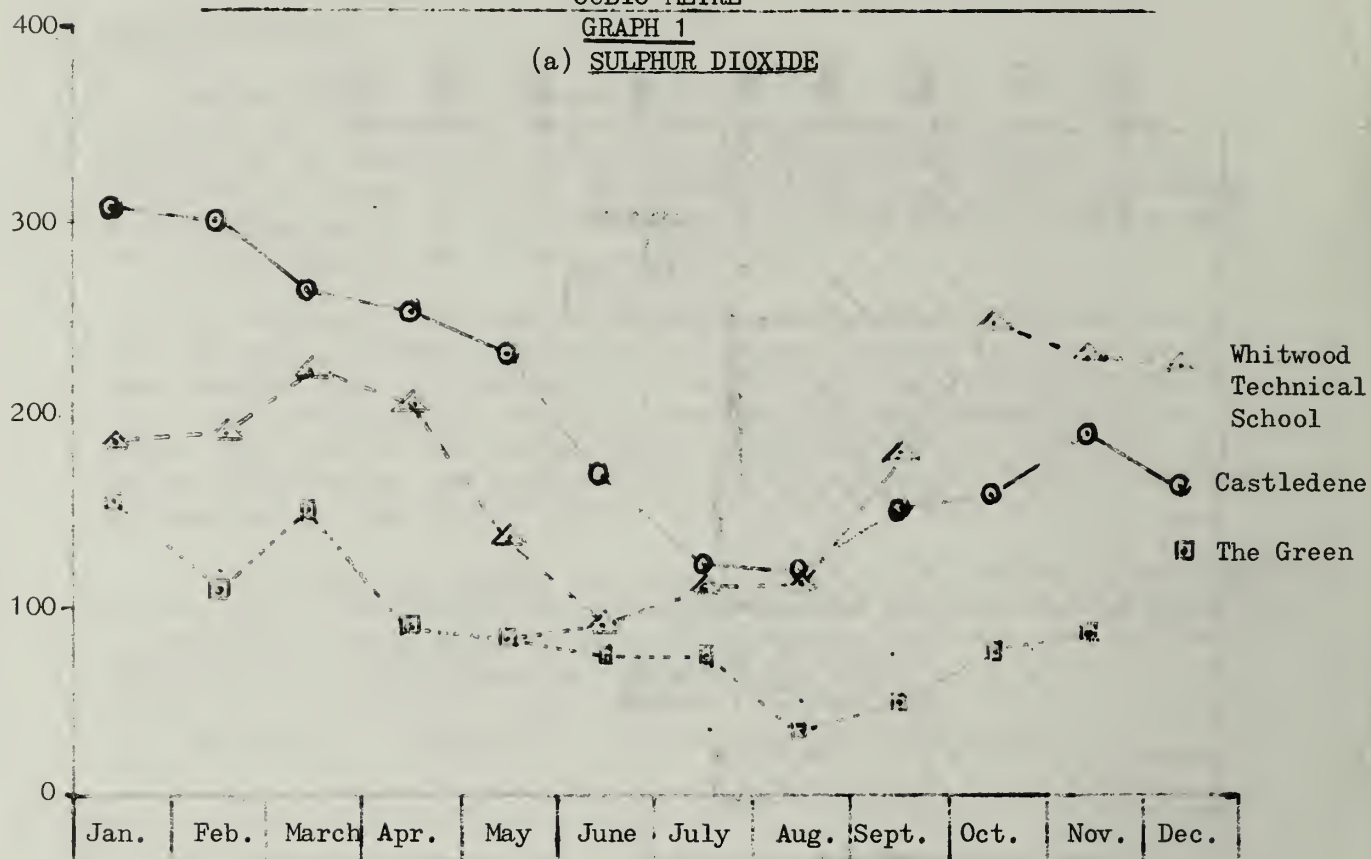 GRAPH 1
(a) SULPHUR DIOXIDE
400
300
200
100
0
Whitwood
Technical
School
Castledene
The Green
Jan. Feb. March Apr. May June July Aug. Sept. Oct. Nov. Dec.